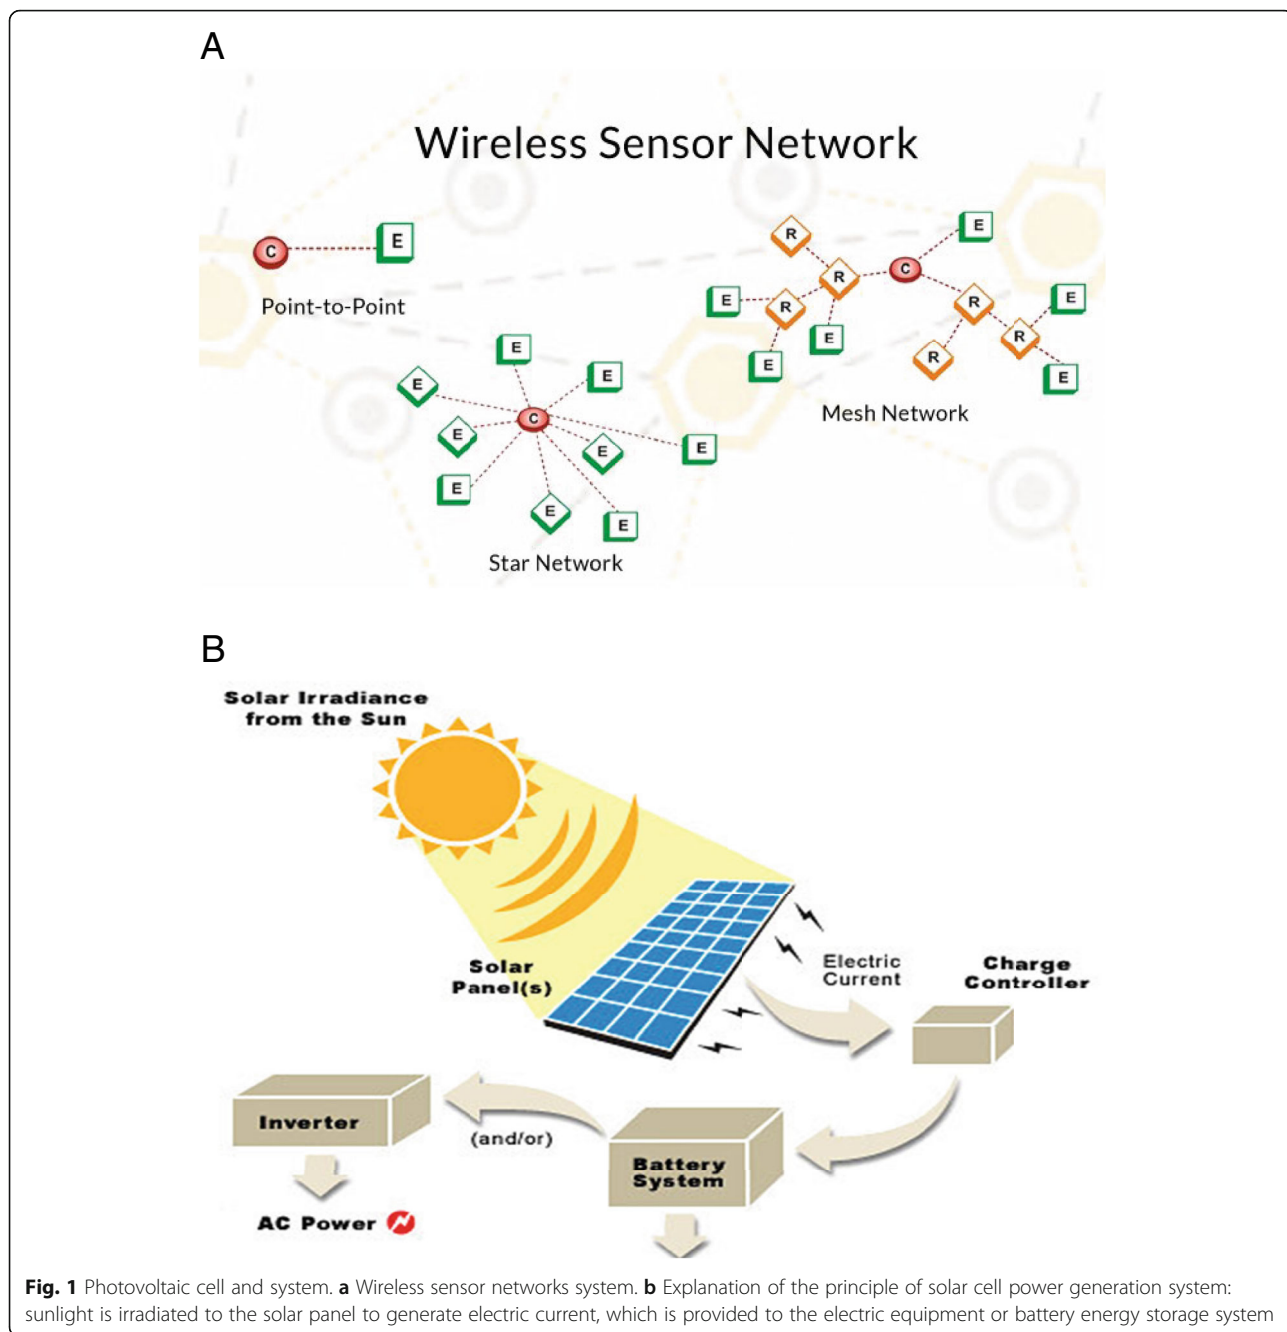 A
Wireless Sensor Network
C
E
Point-to-Point
E
E
E
E
C
E
E
E
E
E
Star Network
R
E
C
R
E
R
R
E
E
R
E
R
E
E
Mesh Network
B
Solar Irradiance
from the Sun
Solar
Panel(s)
Electric
Current
Charge
Controller
Inverter
(and/or)
Battery
System
AC Power
Fig. 1 Photovoltaic cell and system. a Wireless sensor networks system. b Explanation of the principle of solar cell power generation system:
sunlight is irradiated to the solar panel to generate electric current, which is provided to the electric equipment or battery energy storage system